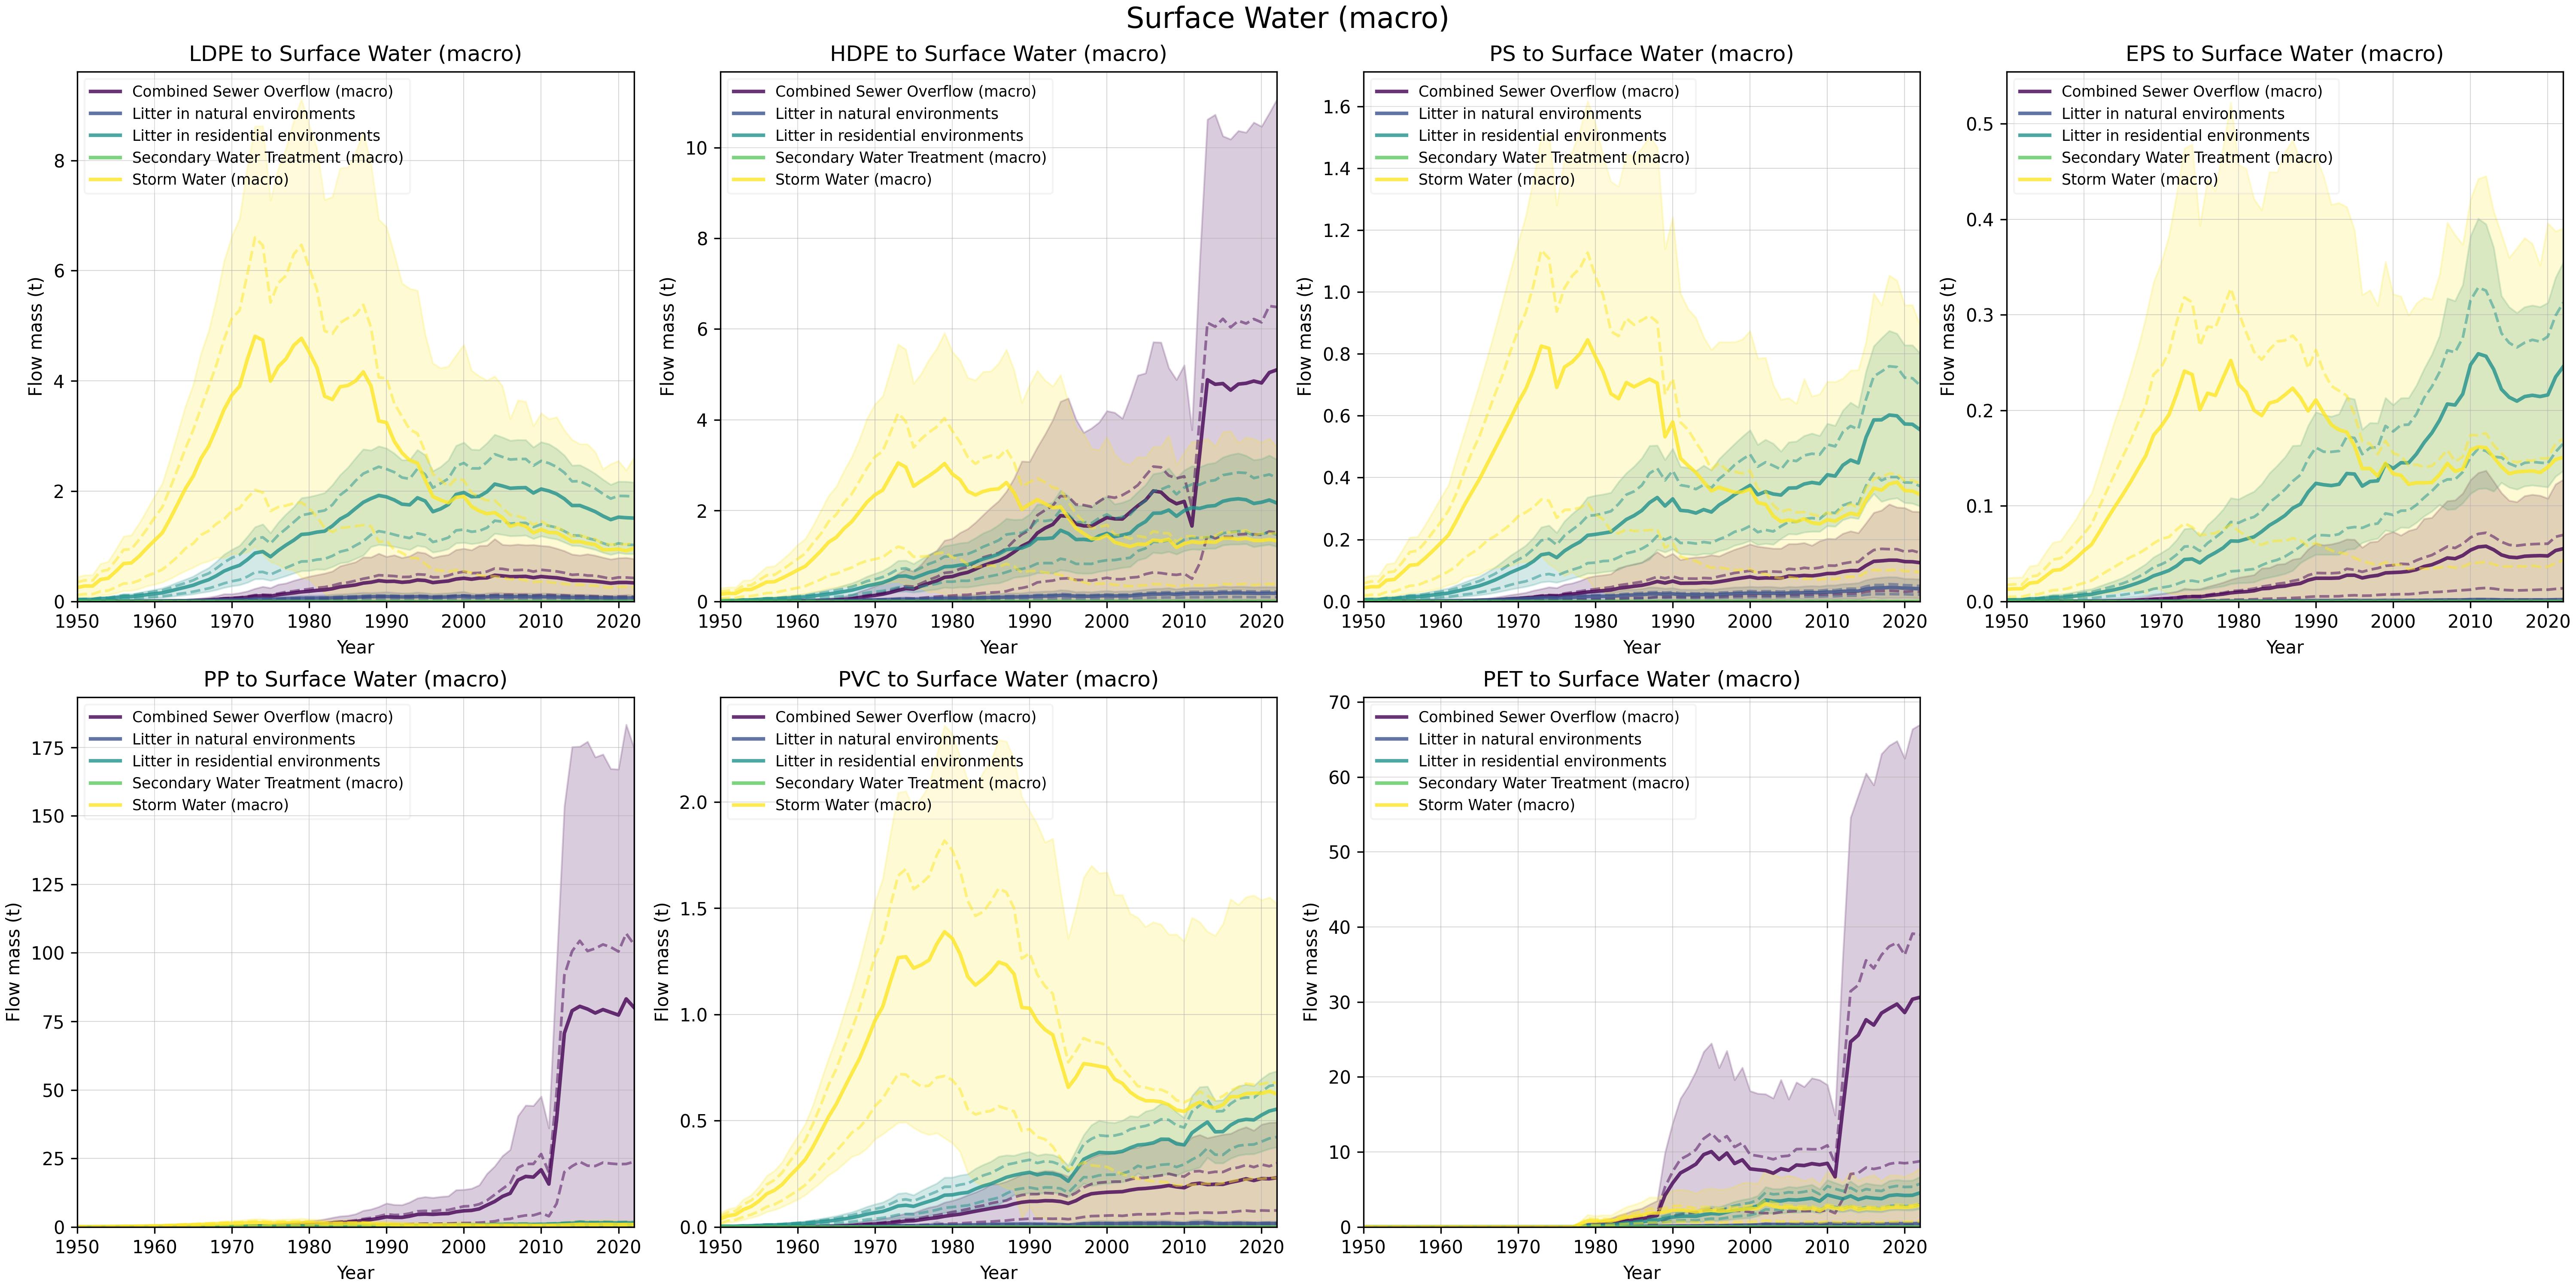 Surface Water (macro)
LDPE to Surface Water (macro)
Combined Sewer Overflow (macro)
Litter in natural environments
Litter in residential environments
Secondary Water Treatment (macro)
Storm Water (macro)
Flow mass (t)
8
6
4
2
0
1950 1960 1970 1980 1990 2000 2010 2020
Year
HDPE to Surface Water (macro)
Combined Sewer Overflow (macro)
Litter in natural environments
Litter in residential environments
Secondary Water Treatment (macro)
Storm Water (macro)
Flow mass (t)
10
8
6
4
2
0
1950 1960 1970 1980 1990 2000 2010 2020
Year
PS to Surface Water (macro)
Combined Sewer Overflow (macro)
Litter in natural environments
Litter in residential environments
Secondary Water Treatment (macro)
Storm Water (macro)
Flow mass (t)
1.6
1.4
1.2
1.0
0.8
0.6
0.4
0.2
0.0
1950 1960 1970 1980 1990 2000 2010 2020
Year
EPS to Surface Water (macro)
Combined Sewer Overflow (macro)
Litter in natural environments
Litter in residential environments
Secondary Water Treatment (macro)
Storm Water (macro)
Flow mass (t)
0.5
0.4
0.3
0.2
0.1
0.0
1950 1960 1970 1980 1990 2000 2010 2020
Year
PP to Surface Water (macro)
Combined Sewer Overflow (macro)
Litter in natural environments
Litter in residential environments
Secondary Water Treatment (macro)
Storm Water (macro)
Flow mass (t)
175
150
125
100
75
50
25
0
1950 1960 1970 1980 1990 2000 2010 2020
Year
PVC to Surface Water (macro)
Combined Sewer Overflow (macro)
Litter in natural environments
Litter in residential environments
Secondary Water Treatment (macro)
Storm Water (macro)
Flow mass (t)
2.0
1.5
1.0
0.5
0.0
1950 1960 1970 1980 1990 2000 2010 2020
Year
PET to Surface Water (macro)
Combined Sewer Overflow (macro)
Litter in natural environments
Litter in residential environments
Secondary Water Treatment (macro)
Storm Water (macro)
Flow mass (t)
70
60
50
40
30
20
10
0
1950 1960 1970 1980 1990 2000 2010 2020
Year